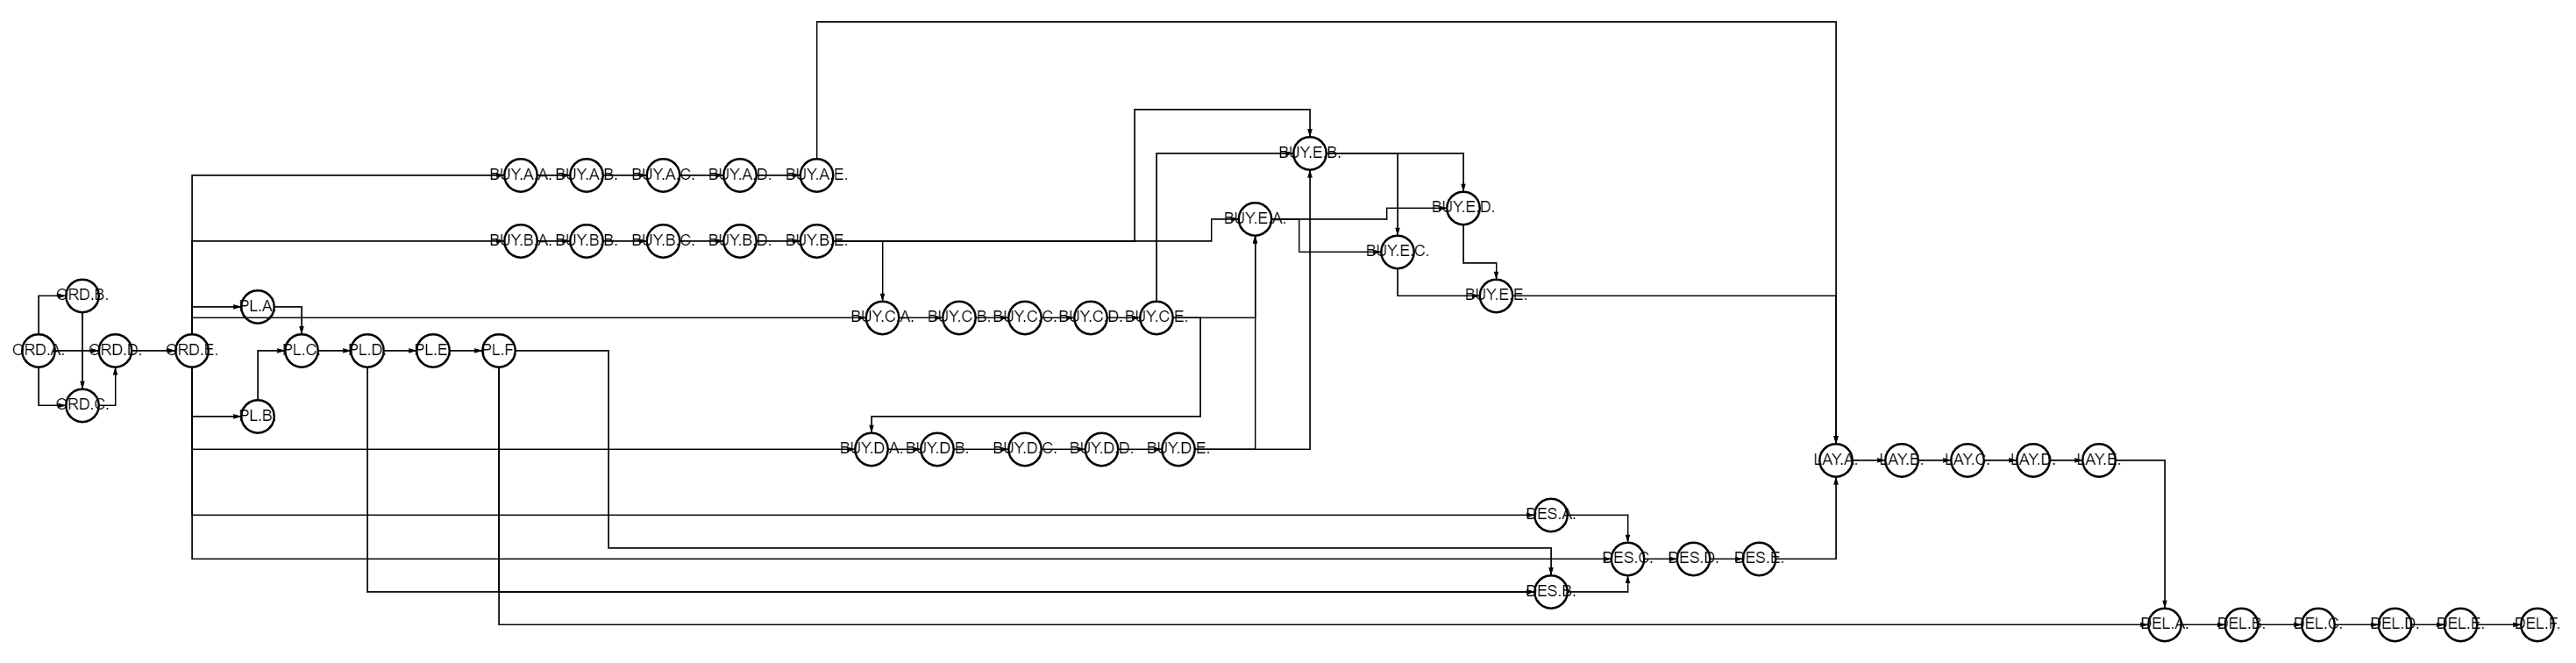 BUY.E.B.
BUY.A.A. BUY.A.B. BUY.A.C. BUY.A.D. BUY.A.E.
BUY.E.D.
BUY.E.A.
BUY.B.A. BUY.B.B. BUY.B.C. BUY.B.D. BUY.B.E.
BUY.E.C.
ORD.B. BUY.E.E.
PL.A.
BUY.C.A. BUY.C.B. BUY.C.C. BUY.C.D. BUY.C.E.
ORD.A. ORD.D. ORD.E. PL.C. PL.D. PL.E. PL.F.
ORD.C.
PL.B.
BUY.D.A. BUY.D.B. BUY.D.C. BUY.D.D. BUY.D.E.
LAY.A. LAY.B. LAY.C. LAY.D. LAY.E.
DES.A.
DES.C. DES.D. DES.E.
DES.B.
DEL.A. DEL.B. DEL.C. DEL.D. DEL.E. DEL.F.